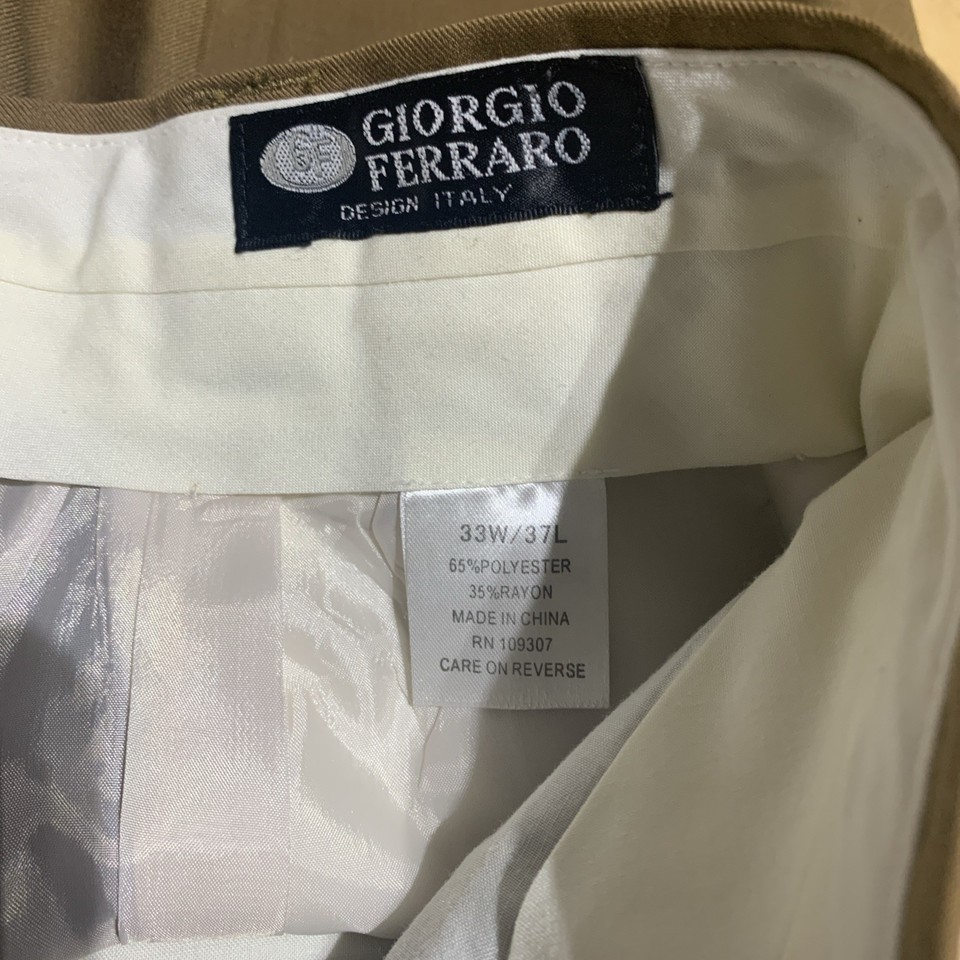 GF
GIORGIO
FERRARO
DESIGN ITALY
33W/37L
65%POLYESTER
35%RAYON
MADE IN CHINA
RN 109307
CARE ON REVERSE